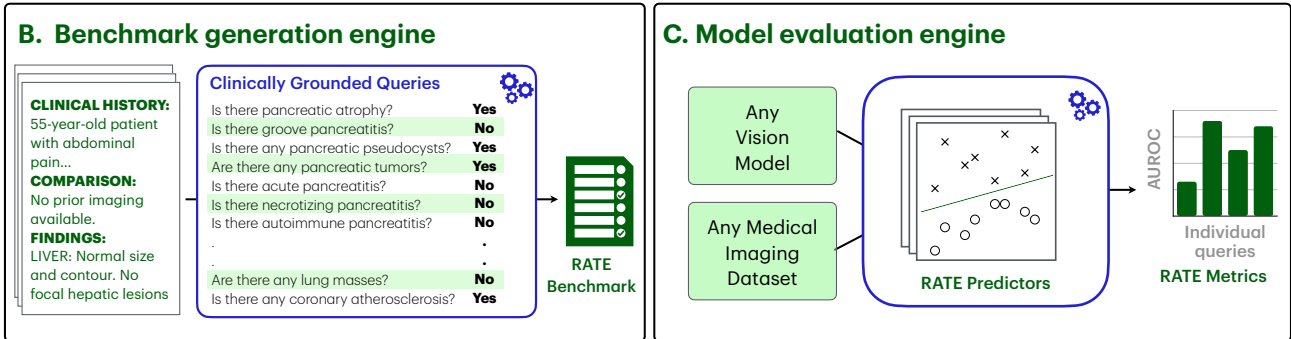 B. Benchmark generation engine
CLINICAL HISTORY:
55-year-old patient
with abdominal
pain...
COMPARISON:
No prior imaging
available.
FINDINGS:
LIVER: Normal size
and contour. No
focal hepatic lesions
Clinically Grounded Queries
Is there pancreatic atrophy? Yes
Is there groove pancreatitis? No
Is there any pancreatic pseudocysts? Yes
Are there any pancreatic tumors? Yes
Is there acute pancreatitis? No
Is there necrotizing pancreatitis? No
Is there autoimmune pancreatitis? No
. .
. .
Are there any lung masses? No
Is there any coronary atherosclerosis? Yes
RATE
Benchmark
C. Model evaluation engine
Any
Vision
Model
Any Medical
Imaging
Dataset
RATE Predictors
AUROC
Individual
queries
RATE Metrics